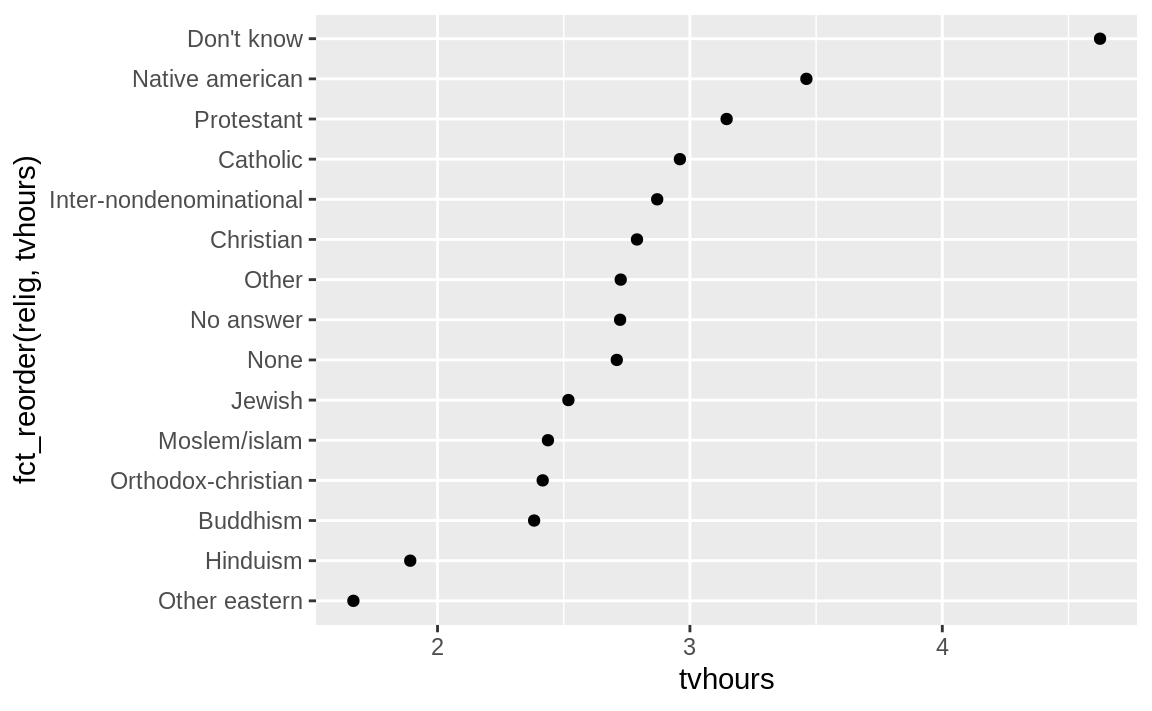 fct_reorder(relig, tvhours)
Don't know
Native american
Protestant
Catholic
Inter-nondenominational
Christian
Other
No answer
None
Jewish
Moslem/islam
Orthodox-christian
Buddhism
Hinduism
Other eastern
2 3 4
tvhours